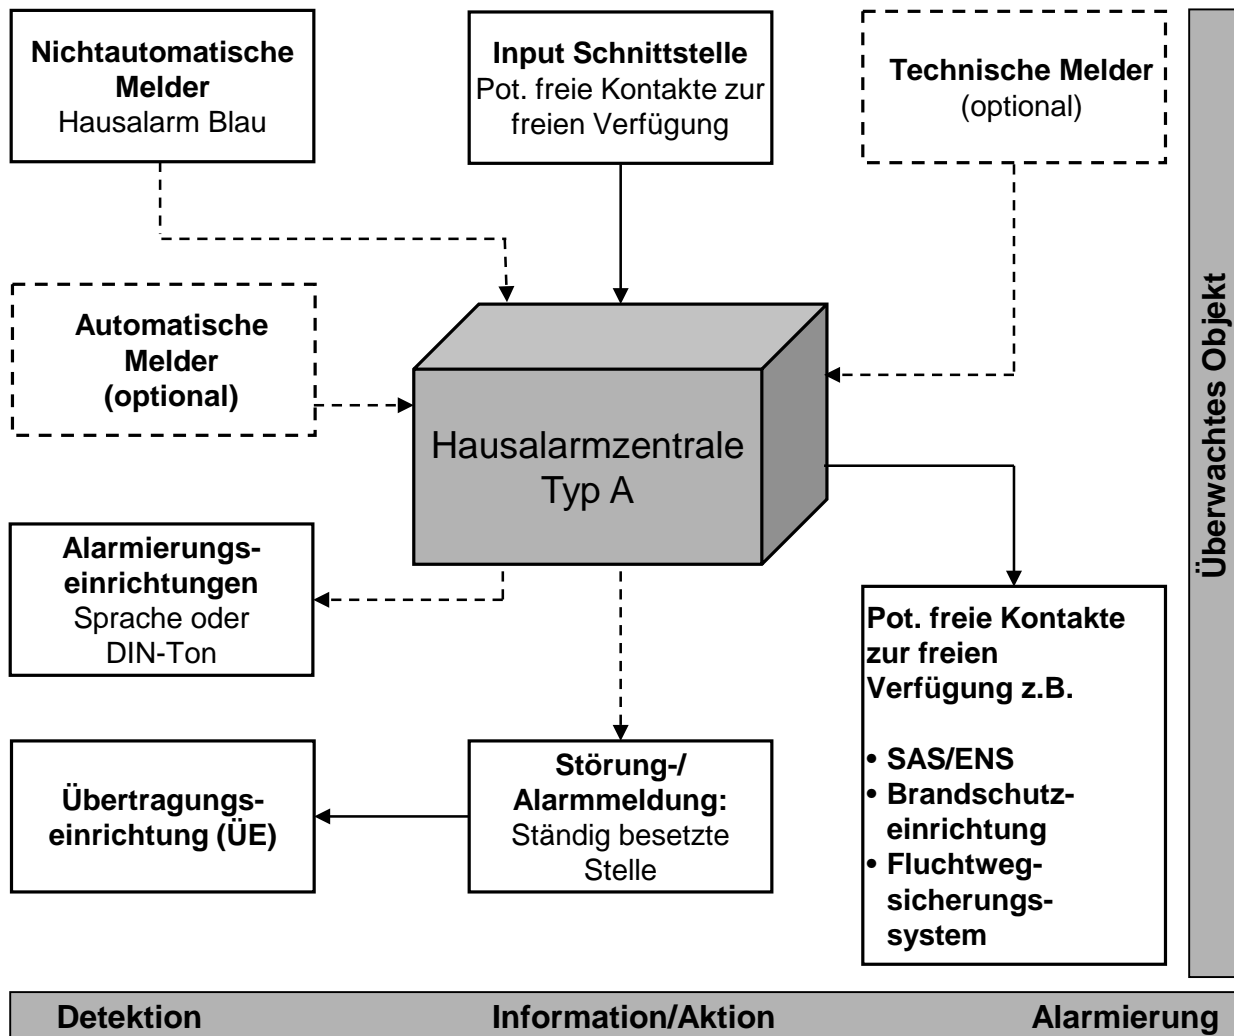 Nichtautomatische
Melder
Hausalarm Blau
Input Schnittstelle
Pot. freie Kontakte zur
freien Verfügung
Technische Melder
(optional)
Automatische
Melder
(optional)
Hausalarmzentrale
Typ A
Alarmierungs-
einrichtungen
Sprache oder
DIN-Ton
Übertragungs-
einrichtung (ÜE)
Störung-/
Alarmmeldung:
Ständig besetzte
Stelle
Pot. freie Kontakte
zur freien
Verfügung z.B.
• SAS/ENS
• Brandschutz-
einrichtung
• Fluchtweg-
sicherungs-
system
Überwachtes Objekt
Detektion Information/Aktion Alarmierung